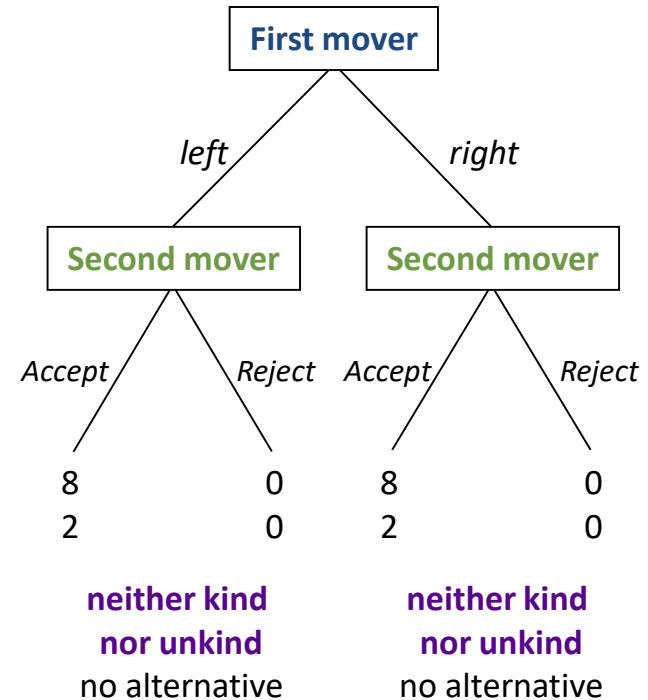 First mover
left right
Second mover Second mover
Accept Reject Accept Reject
8 0 8 0
2 0 2 0
neither kind neither kind
nor unkind nor unkind
no alternative no alternative